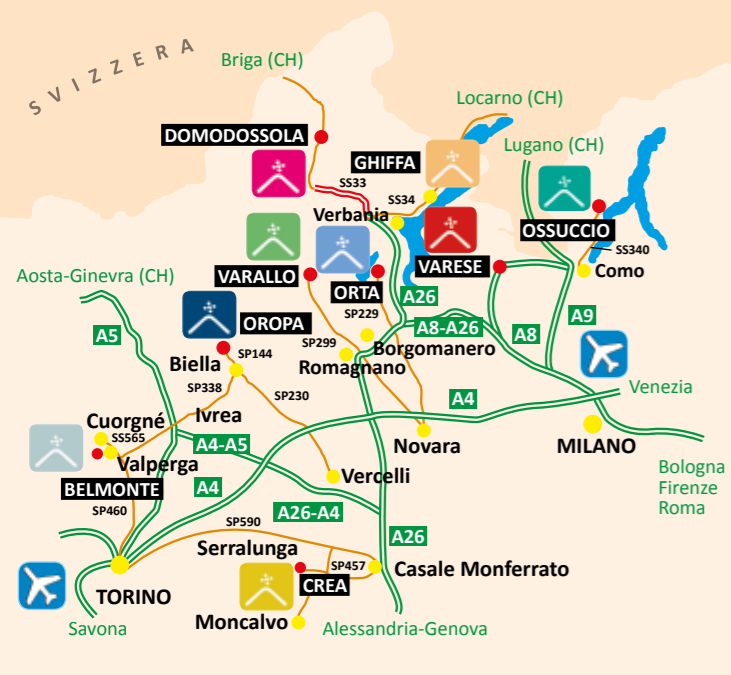 SVIZZERA
Briga (CH)
Locarno (CH)
DOMODOSSOLA
GHIFFA
Lugano (CH)
SS33
SS34
Verbania
OSSUCCIO
SS340
VARALLO
VARESE
Como
Aosta-Ginevra (CH)
ORTA
A26
SP229
A5
OROPA
A8-A26
A8
A9
SP299
Borgomanero
SP144
Biella
Romagnano
SP338
SP230
Venezia
A4
Ivrea
Cuorgné
SS565
A4-A5
Novara
MILANO
Valperga
Bologna
Firenze
Roma
BELMONTE
A4
Vercelli
SP460
A26-A4
SP590
A26
Serralunga
SP457
Casale Monferrato
CREA
TORINO
Moncalvo
Savona
Alessandria-Genova